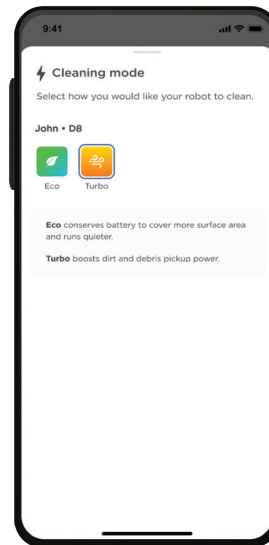 9:41
Cleaning mode
Select how you would like your robot to clean.
John • D8
Eco Turbo
Eco conserves battery to cover more surface area
and runs quieter.
Turbo boosts dirt and debris pickup power.